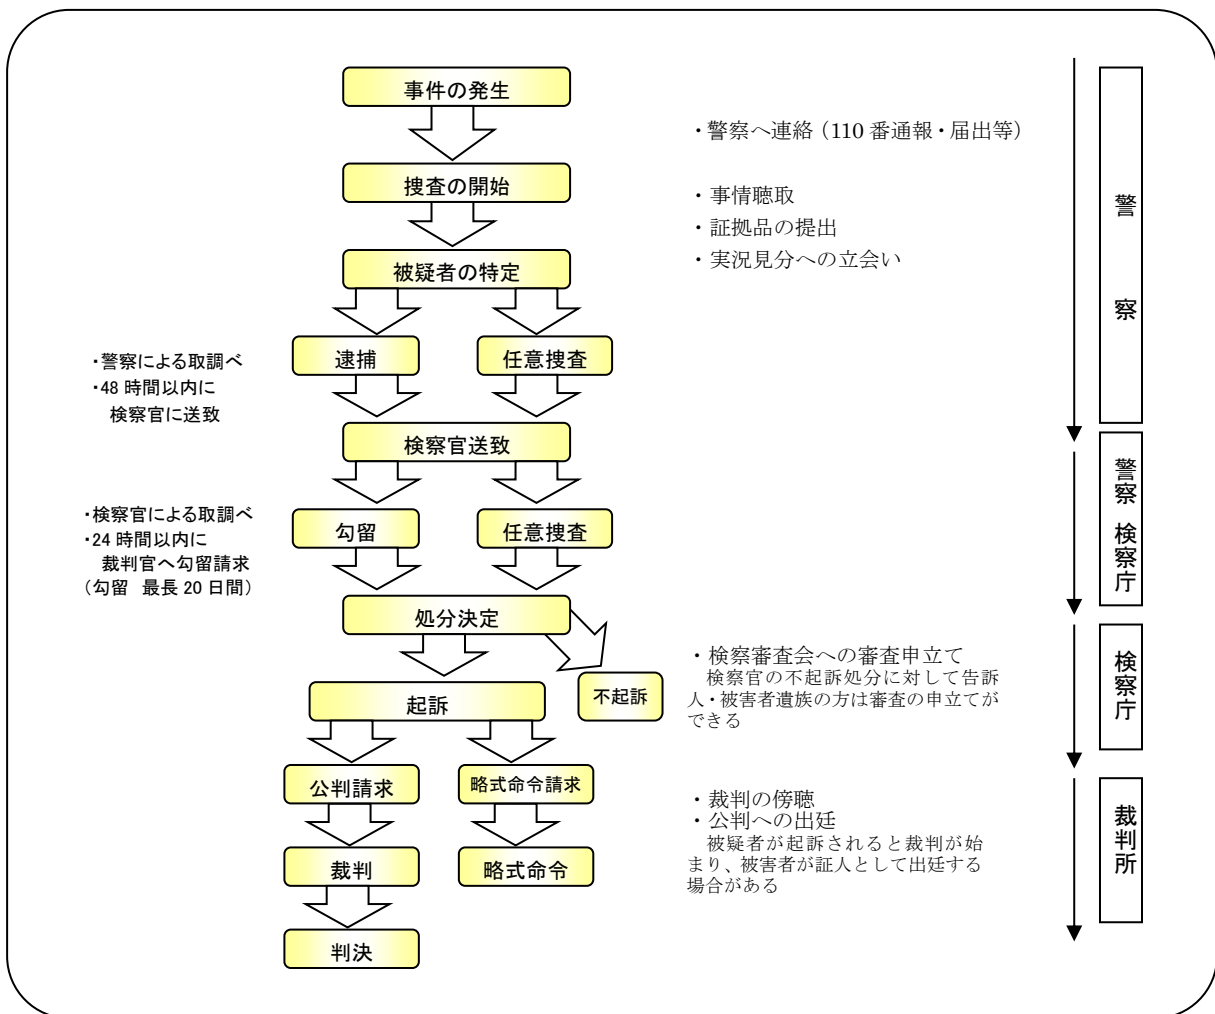 事件の発生
・警察へ連絡（110 番通報・届出等）
捜査の開始
・事情聴取
・証拠品の提出
・実況見分への立会い
被疑者の特定
逮捕
任意捜査
・警察による取調べ
・48 時間以内に
検察官に送致
検察官送致
・検察官による取調べ
・24 時間以内に
裁判官へ勾留請求
（勾留　最長 20 日間）
勾留
任意捜査
処分決定
起訴
不起訴
・検察審査会への審査申立て
検察官の不起訴処分に対して告訴
人・被害者遺族の方は審査の申立てが
できる
公判請求
略式命令請求
・裁判の傍聴
・公判への出廷
被疑者が起訴されると裁判が始
まり、被害者が証人として出廷する
場合がある
裁判
略式命令
判決
警察
警察 検察庁
検察庁
裁判所